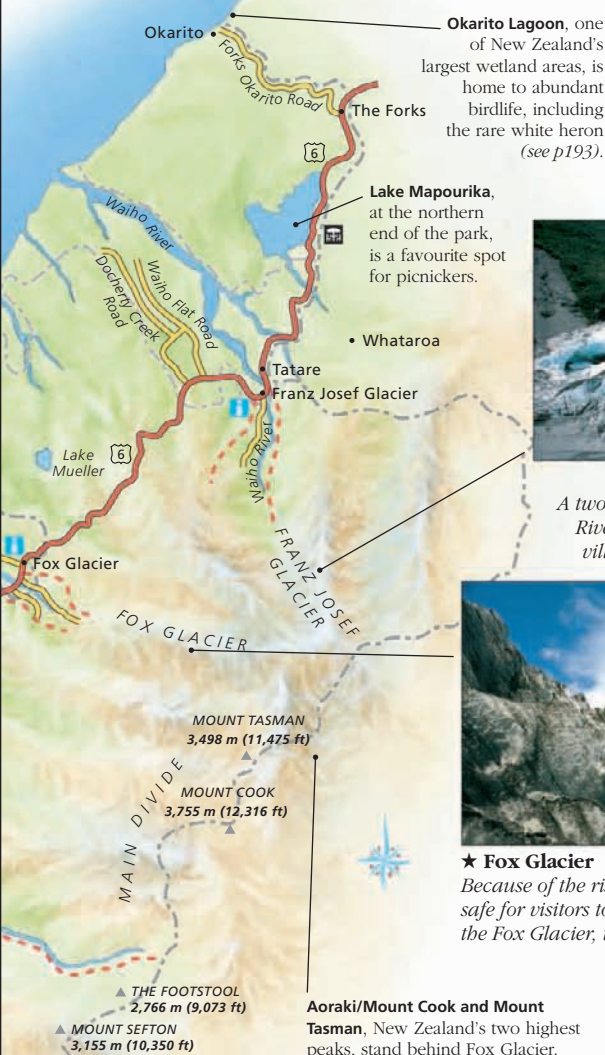 Okarito Lagoon, one
of New Zealand's
largest wetland areas, is
home to abundant
birdlife, including
the rare white heron
(see p193).
Okarito
Forks Okarito Road
The Forks
6
Lake Mapourika,
at the northern
end of the park,
is a favourite spot
for picnickers.
Waiho River
Waiho Flat Road
Docherty Creek
Road
Whataroa
Tatare
Franz Josef Glacier
Waiho River
Lake
Mueller
6
A two
Rive
vill
FRANZ JOSEF
GLACIER
Fox Glacier
FOX GLACIER
MOUNT TASMAN
3,498 m (11,475 ft)
MOUNT COOK
3,755 m (12,316 ft)
MAIN DIVIDE
★ Fox Glacier
Because of the ris
safe for visitors to
the Fox Glacier, i
THE FOOTSTOOL
2,766 m (9,073 ft)
MOUNT SEFTON
3,155 m (10,350 ft)
Aoraki/Mount Cook and Mount
Tasman, New Zealand's two highest
peaks, stand behind Fox Glacier.